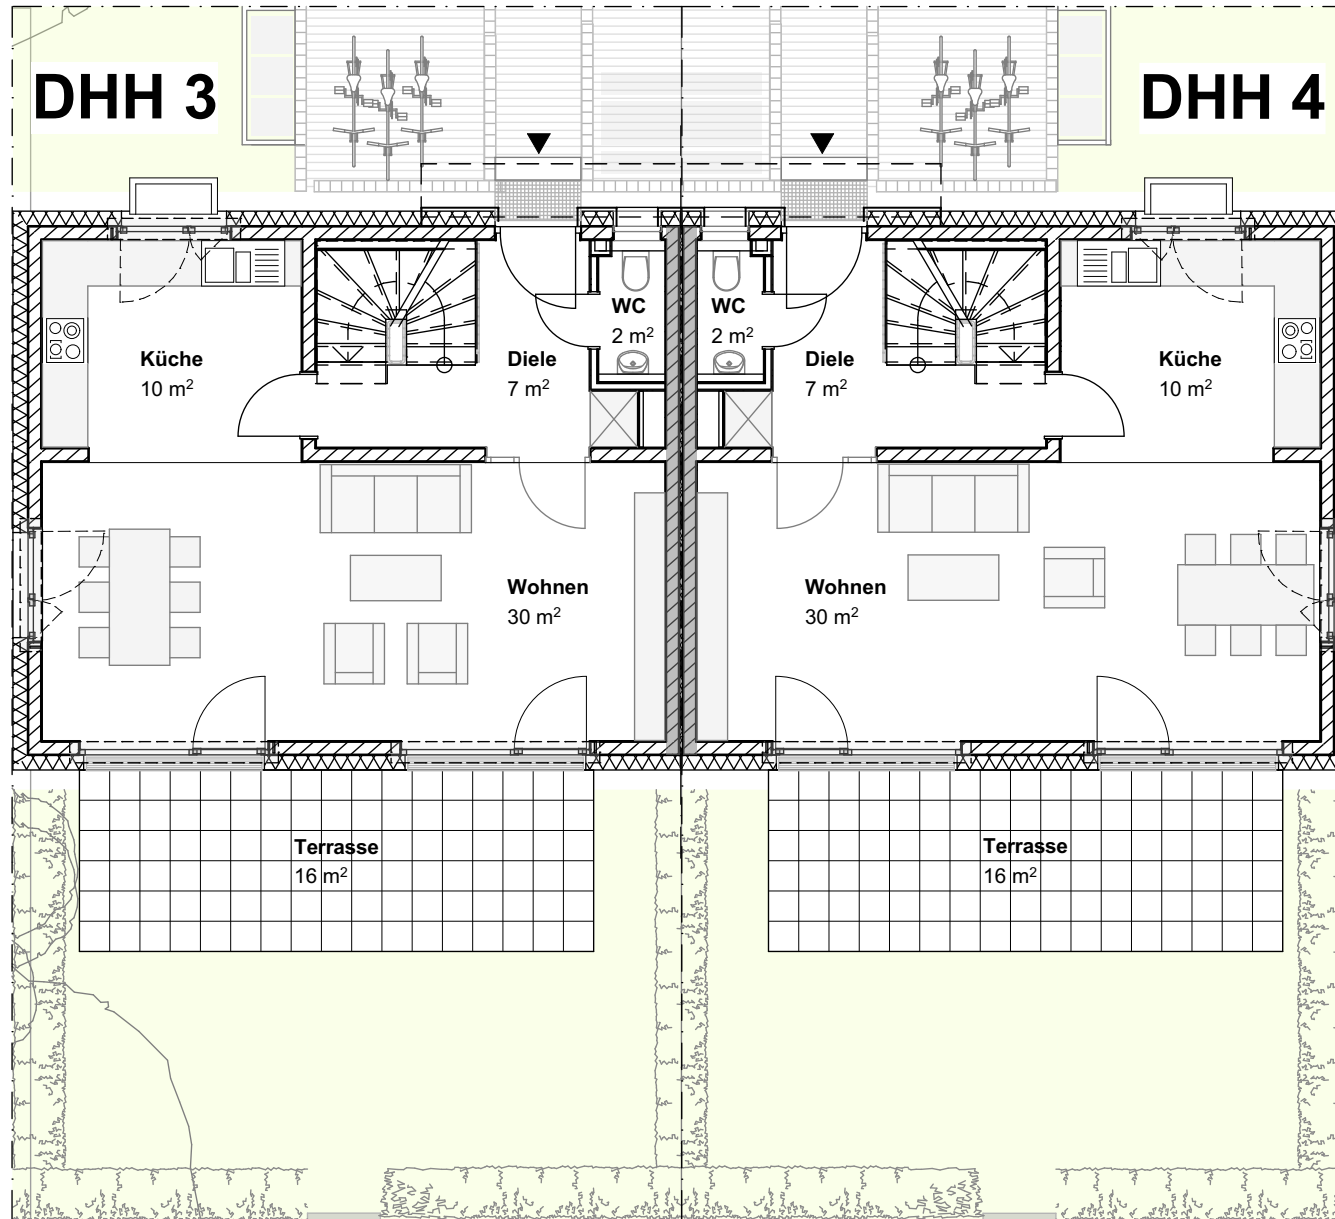 DHH 3
DHH 4
WC
2 m²
WC
2 m²
Küche
10 m²
Diele
7 m²
Diele
7 m²
Küche
10 m²
Wohnen
30 m²
Wohnen
30 m²
Terrasse
16 m²
Terrasse
16 m²